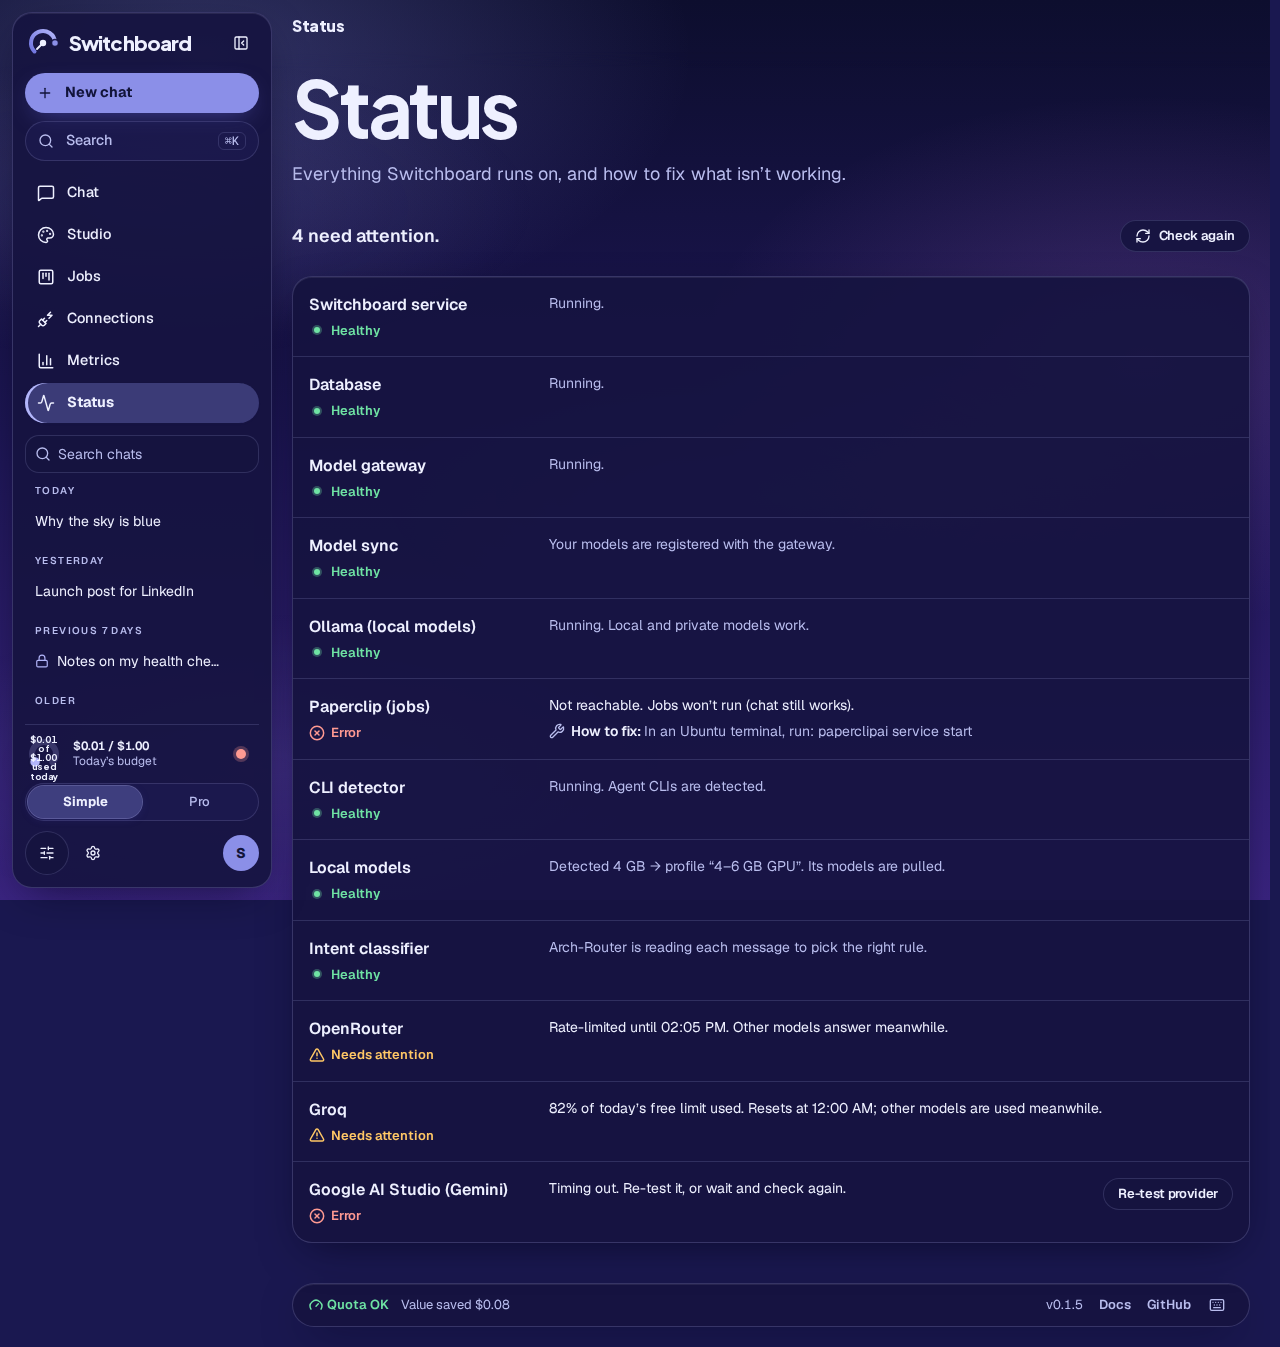 Switchboard
New chat
Search
⌘K
Chat
Studio
Jobs
Connections
Metrics
Status
Search chats
TODAY
Why the sky is blue
YESTERDAY
Launch post for LinkedIn
PREVIOUS 7 DAYS
Notes on my health che…
OLDER
$0.01
of
$1.00
used
today
$0.01 / $1.00
Today's budget
Simple
Pro
S
Status
Status
Everything Switchboard runs on, and how to fix what isn’t working.
4 need attention.
Check again
Switchboard service
Running.
Healthy
Database
Running.
Healthy
Model gateway
Running.
Healthy
Model sync
Your models are registered with the gateway.
Healthy
Ollama (local models)
Running. Local and private models work.
Healthy
Paperclip (jobs)
Not reachable. Jobs won’t run (chat still works).
Error
How to fix: In an Ubuntu terminal, run: paperclipai service start
CLI detector
Running. Agent CLIs are detected.
Healthy
Local models
Detected 4 GB → profile “4–6 GB GPU”. Its models are pulled.
Healthy
Intent classifier
Arch-Router is reading each message to pick the right rule.
Healthy
OpenRouter
Rate-limited until 02:05 PM. Other models answer meanwhile.
Needs attention
Groq
82% of today’s free limit used. Resets at 12:00 AM; other models are used meanwhile.
Needs attention
Google AI Studio (Gemini)
Timing out. Re-test it, or wait and check again.
Re-test provider
Error
Quota OK
Value saved $0.08
v0.1.5
Docs
GitHub